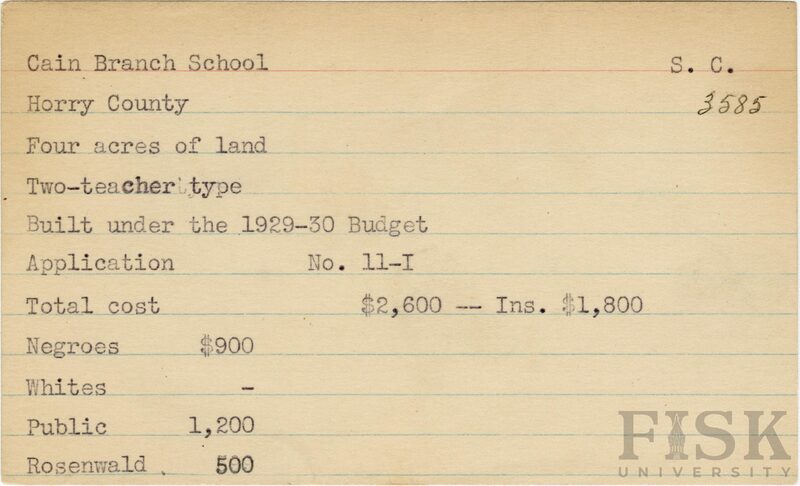 Cain Branch School S. C.
Horry County 3585
Four acres of land
Two-teacher type
Built under the 1929-30 Budget
Application No. 11-I
Total cost $2,600 -- Ins. $1,800
Negroes $900
Whites -
Public 1,200
Rosenwald 500
FISK
UNIVERSITY